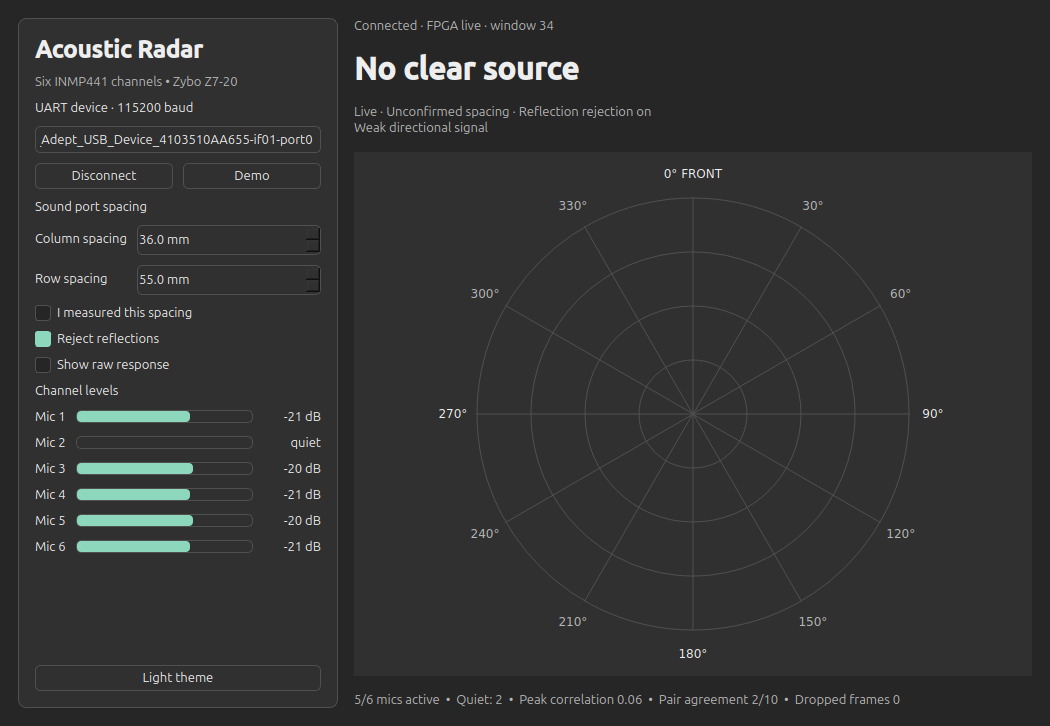 Acoustic Radar
Six INMP441 channels • Zybo Z7-20
UART device · 115200 baud
Adept_USB_Device_4103510AA655-if01-port0
Disconnect
Demo
Sound port spacing
Column spacing 36.0 mm
Row spacing 55.0 mm
I measured this spacing
Reject reflections
Show raw response
Channel levels
Mic 1 -21 dB
Mic 2 quiet
Mic 3 -20 dB
Mic 4 -21 dB
Mic 5 -20 dB
Mic 6 -21 dB
Light theme
Connected · FPGA live · window 34
No clear source
Live · Unconfirmed spacing · Reflection rejection on
Weak directional signal
0° FRONT
330°
30°
300°
60°
270°
90°
240°
120°
210°
150°
180°
5/6 mics active • Quiet: 2 • Peak correlation 0.06 • Pair agreement 2/10 • Dropped frames 0